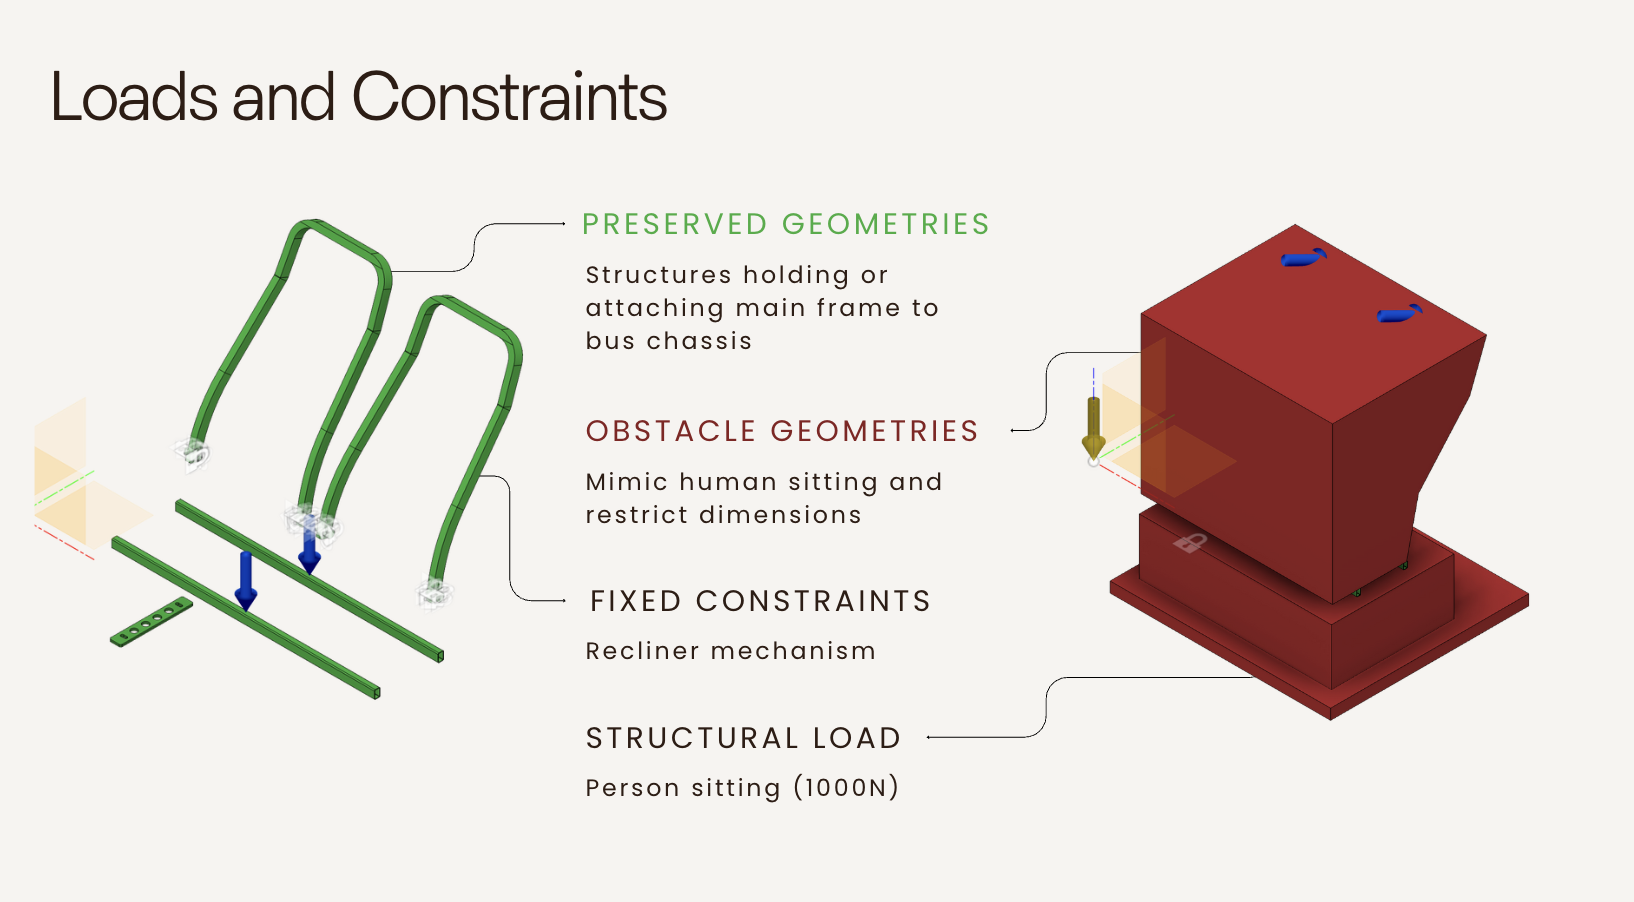 Loads and Constraints
PRESERVED GEOMETRIES
Structures holding or
attaching main frame to
bus chassis
OBSTACLE GEOMETRIES
Mimic human sitting and
restrict dimensions
FIXED CONSTRAINTS
Recliner mechanism
STRUCTURAL LOAD
Person sitting (1000N)